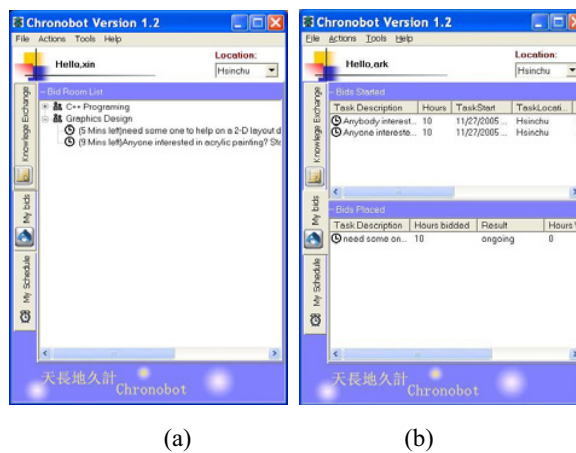 Chronobot Version 1.2
File Actions Tools Help
Hello,xin
Location:
Hsinchu
Knowlege Exchange
My bids
My Schedule
- Bid Room List
C++ Programing
Graphics Design
(5 Mins left)need some one to help on a 2-D layout d
(9 Mins left)Anyone interested in acrylic painting? Str
天長地久計
Chronobot
(a)
Chronobot Version 1.2
File Actions Tools Help
Hello,ark
Location:
Hsinchu
Knowlege Exchange
My bids
My Schedule
- Bids Started
Task Description Hours TaskStart TaskLocati...
Anybody interest... 10 11/27/2005 ... Hsinchu
Anyone intereste... 10 11/27/2005 ... Hsinchu
- Bids Placed
Task Description Hours bidded Result Hours
need some on... 10 ongoing 0
天長地久計
Chronobot
(b)